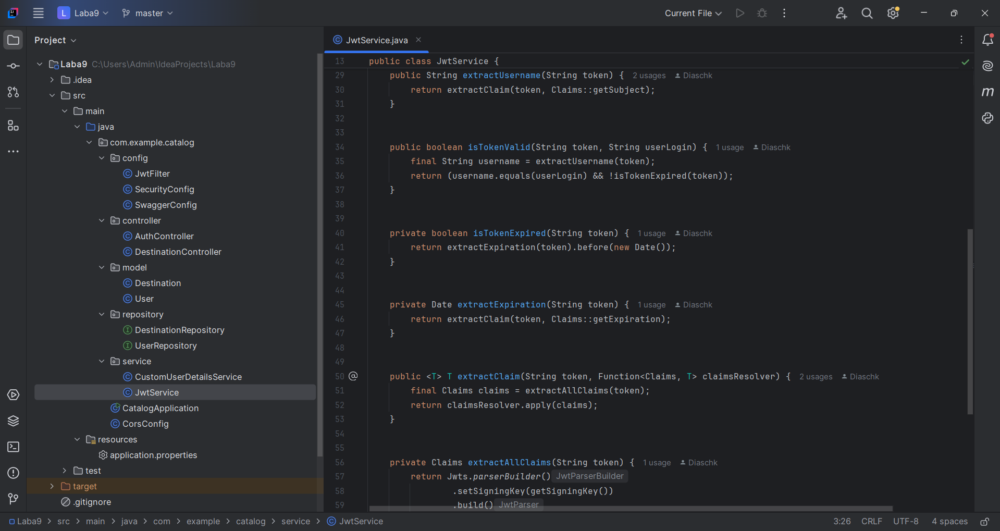 L Laba9 master Current File
Project
Laba9 C:\Users\Admin\IdeaProjects\Laba9
.idea
src
main
java
com.example.catalog
config
JwtFilter
SecurityConfig
SwaggerConfig
controller
AuthController
DestinationController
model
Destination
User
repository
DestinationRepository
UserRepository
service
CustomUserDetailsService
JwtService
CatalogApplication
CorsConfig
resources
application.properties
test
target
.gitignore
JwtService.java
13 public class JwtService {
29 public String extractUsername(String token) { 2 usages Diaschk
30 return extractClaim(token, Claims::getSubject);
31 }
32
33
34 public boolean isTokenValid(String token, String userLogin) { 1 usage Diaschk
35 final String username = extractUsername(token);
36 return (username.equals(userLogin) && !isTokenExpired(token));
37 }
38
39
40 private boolean isTokenExpired(String token) { 1 usage Diaschk
41 return extractExpiration(token).before(new Date());
42 }
43
44
45 private Date extractExpiration(String token) { 1 usage Diaschk
46 return extractClaim(token, Claims::getExpiration);
47 }
48
49
50 @ public <T> T extractClaim(String token, Function<Claims, T> claimsResolver) { 2 usages Diaschk
51 final Claims claims = extractAllClaims(token);
52 return claimsResolver.apply(claims);
53 }
54
55
56 private Claims extractAllClaims(String token) { 1 usage Diaschk
57 return Jwts.parserBuilder() JwtParserBuilder
58 .setSigningKey(getSigningKey())
59 .build() JwtParser
m
Laba9 > src > main > java > com > example > catalog > service > JwtService 3:26 CRLF UTF-8 4 spaces